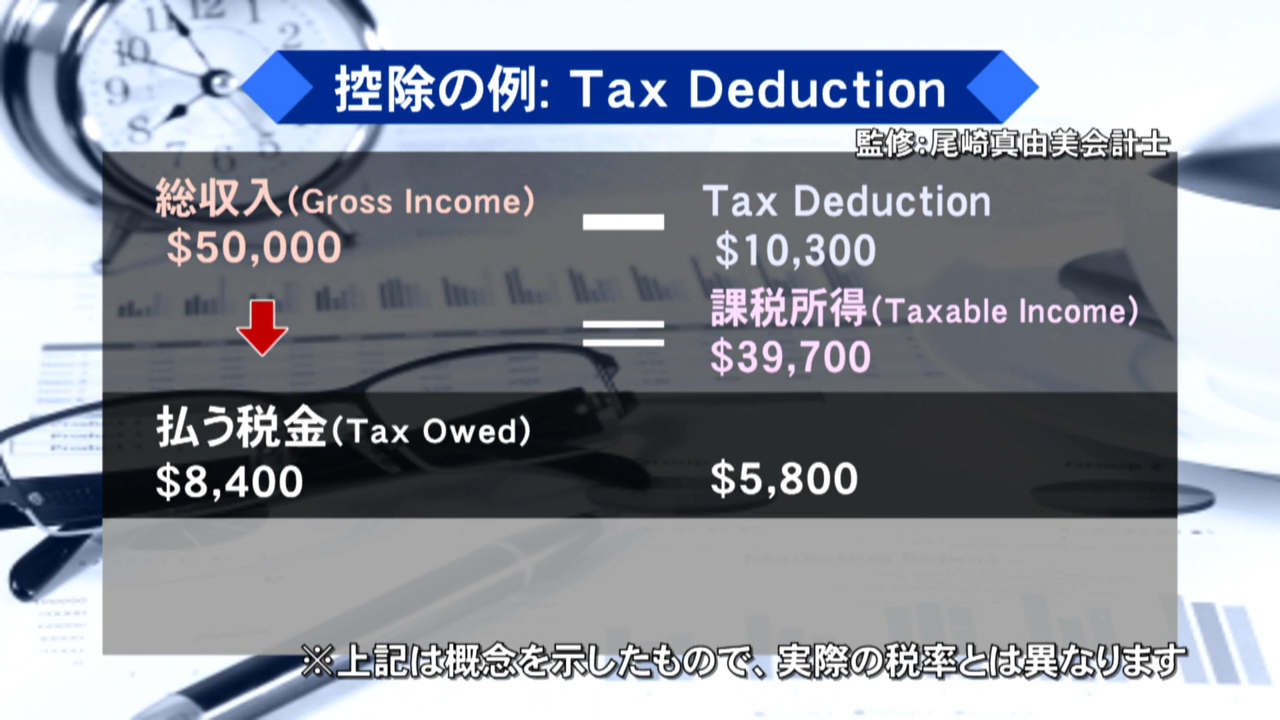 控除の例: Tax Deduction
監修:尾崎真由美会計士
総収入(Gross Income)
$50,000
Tax Deduction
$10,300
課税所得(Taxable Income)
$39,700
払う税金(Tax Owed)
$8,400
$5,800
※上記は概念を示したもので、実際の税率とは異なります